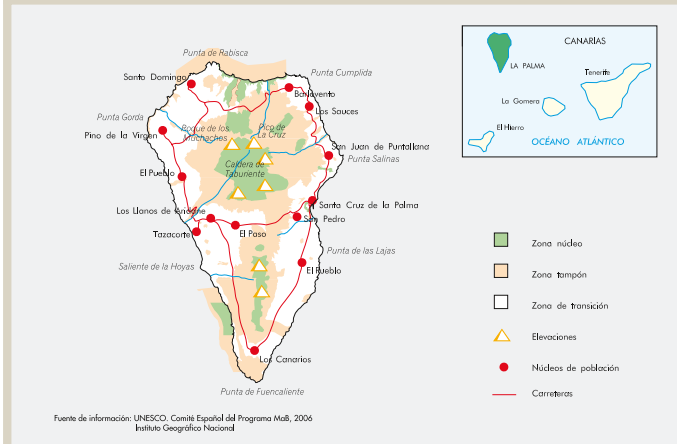 Punta de Rabisca
Santo Domingo
Punta Cumplida
Barlovento
Los Sauces
Punta Gorda
Roque de los
Muchachos
Pico de
La Cruz
Pino de la Virgen
San Juan de Puntallana
Punta Salinas
Caldera de
Taburiente
El Pueblo
Los Llanos de Aridane
Santa Cruz de la Palma
San Pedro
Tazacorte
El Paso
Punta de las Lajas
Saliente de la Hoyas
El Pueblo
Los Canarios
Punta de Fuencaliente
CANARÍAS
LA PALMA
Tenerife
La Gomera
El Hierro
OCÉANO ATLÁNTICO
Zona núcleo
Zona tampón
Zona de transición
Elevaciones
Núcleos de población
Carreteras
Fuente de información: UNESCO. Comité Español del Programa MaB, 2006
Instituto Geográfico Nacional